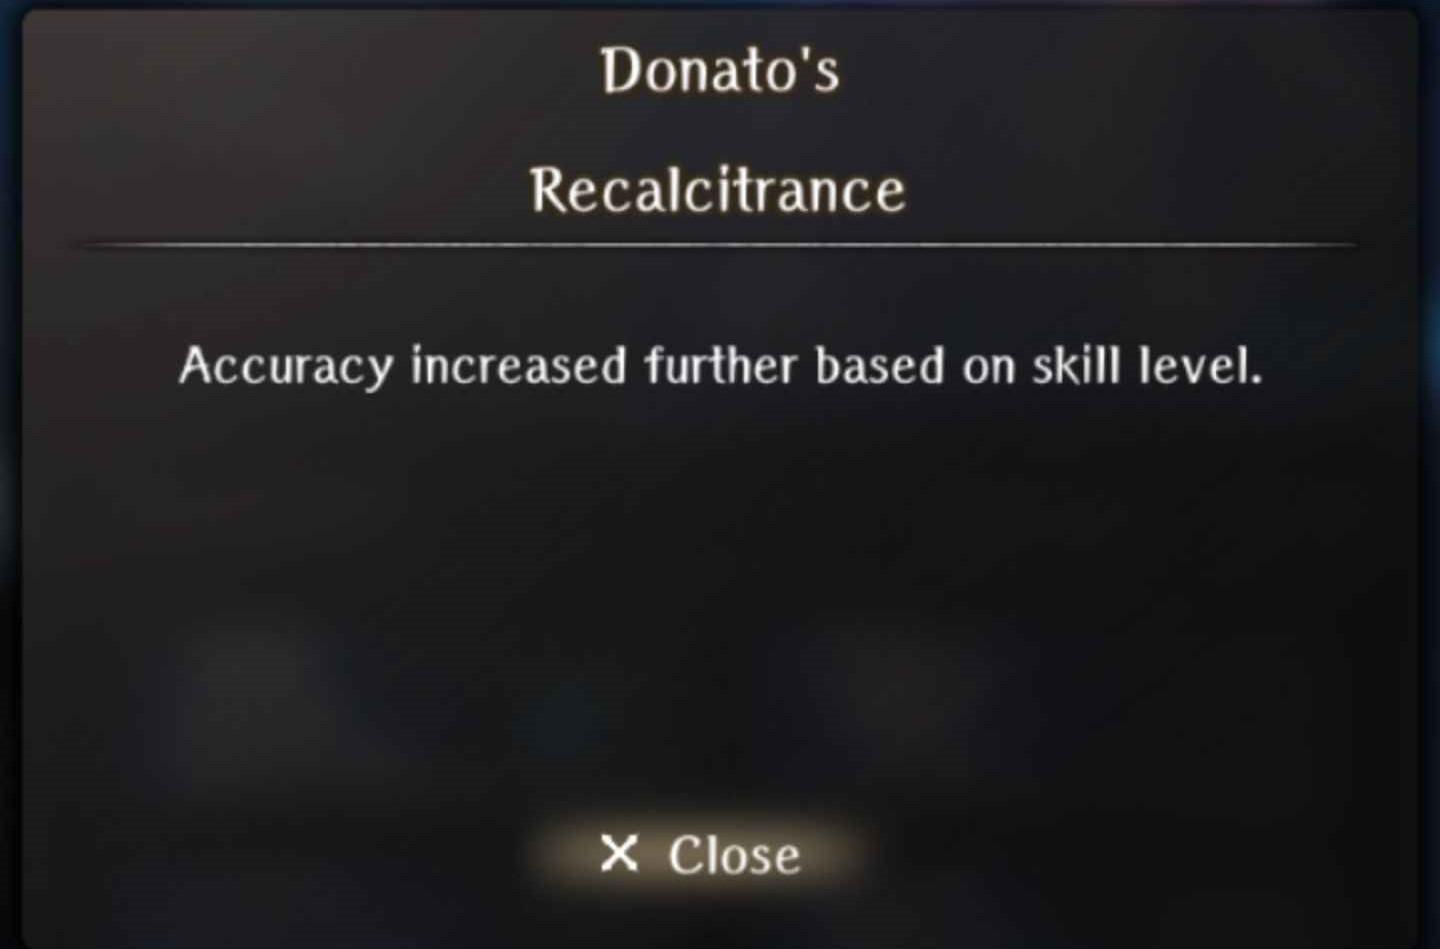 Donato's
Recalcitrance
Accuracy increased further based on skill level.
X Close